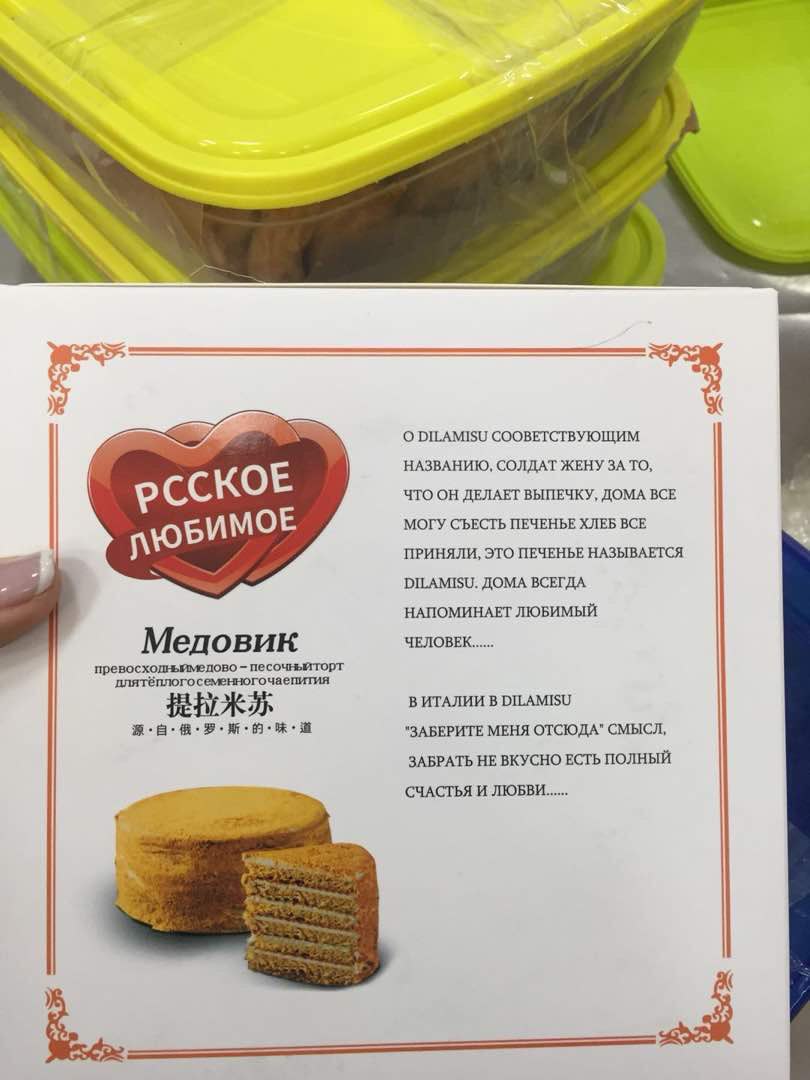 РССКОЕ
ЛЮБИМОЕ
Медовик
превосходныймедово – песочныйторт
длятёплогосеменногочаепития
提拉米苏
源·自·俄·罗·斯·的·味·道
О DILAMISU СООВЕТСТВУЮЩИМ
НАЗВАНИЮ, СОЛДАТ ЖЕНУ ЗА ТО,
ЧТО ОН ДЕЛАЕТ ВЫПЕЧКУ, ДОМА ВСЕ
МОГУ СЪЕСТЬ ПЕЧЕНЬЕ ХЛЕБ ВСЕ
ПРИНЯЛИ, ЭТО ПЕЧЕНЬЕ НАЗЫВАЕТСЯ
DILAMISU. ДОМА ВСЕГДА
НАПОМИНАЕТ ЛЮБИМЫЙ
ЧЕЛОВЕК......
В ИТАЛИИ В DILAMISU
"ЗАБЕРИТЕ МЕНЯ ОТСЮДА" СМЫСЛ,
ЗАБРАТЬ НЕ ВКУСНО ЕСТЬ ПОЛНЫЙ
СЧАСТЬЯ И ЛЮБВИ......